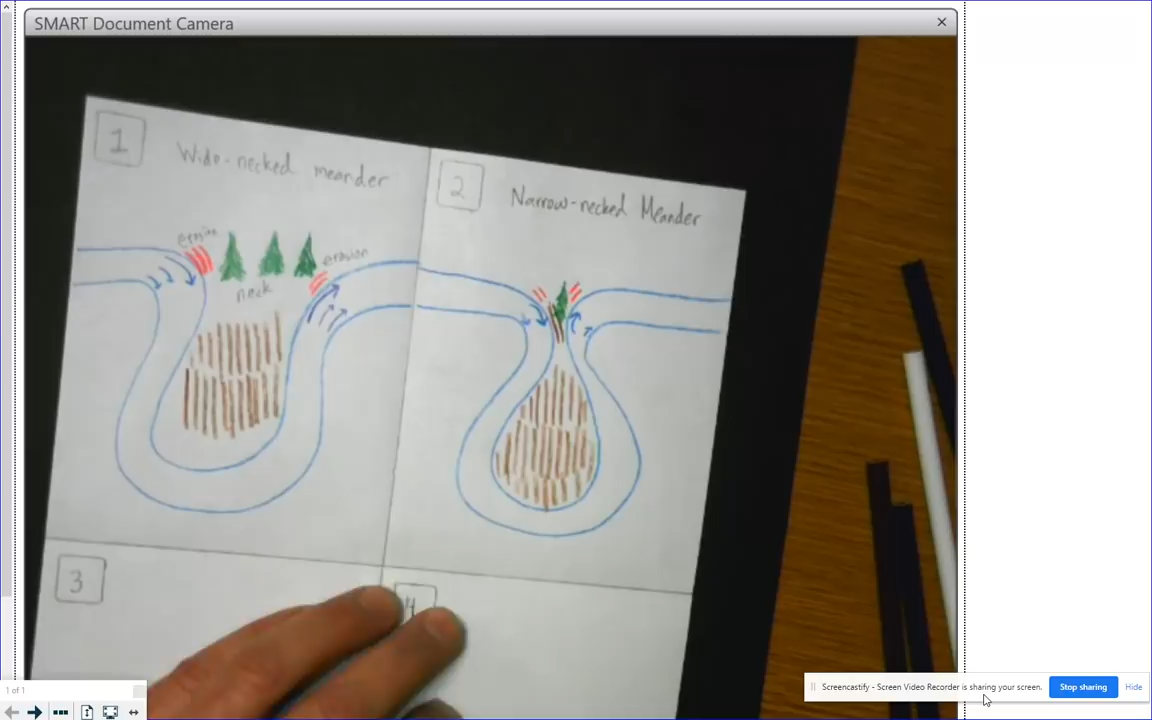 SMART Document Camera
1
Wide-necked meander
2
Narrow-necked Meander
erosion
erosion
neck
3
4
1 of 1
Screencastify - Screen Video Recorder is sharing your screen.
Stop sharing
Hide